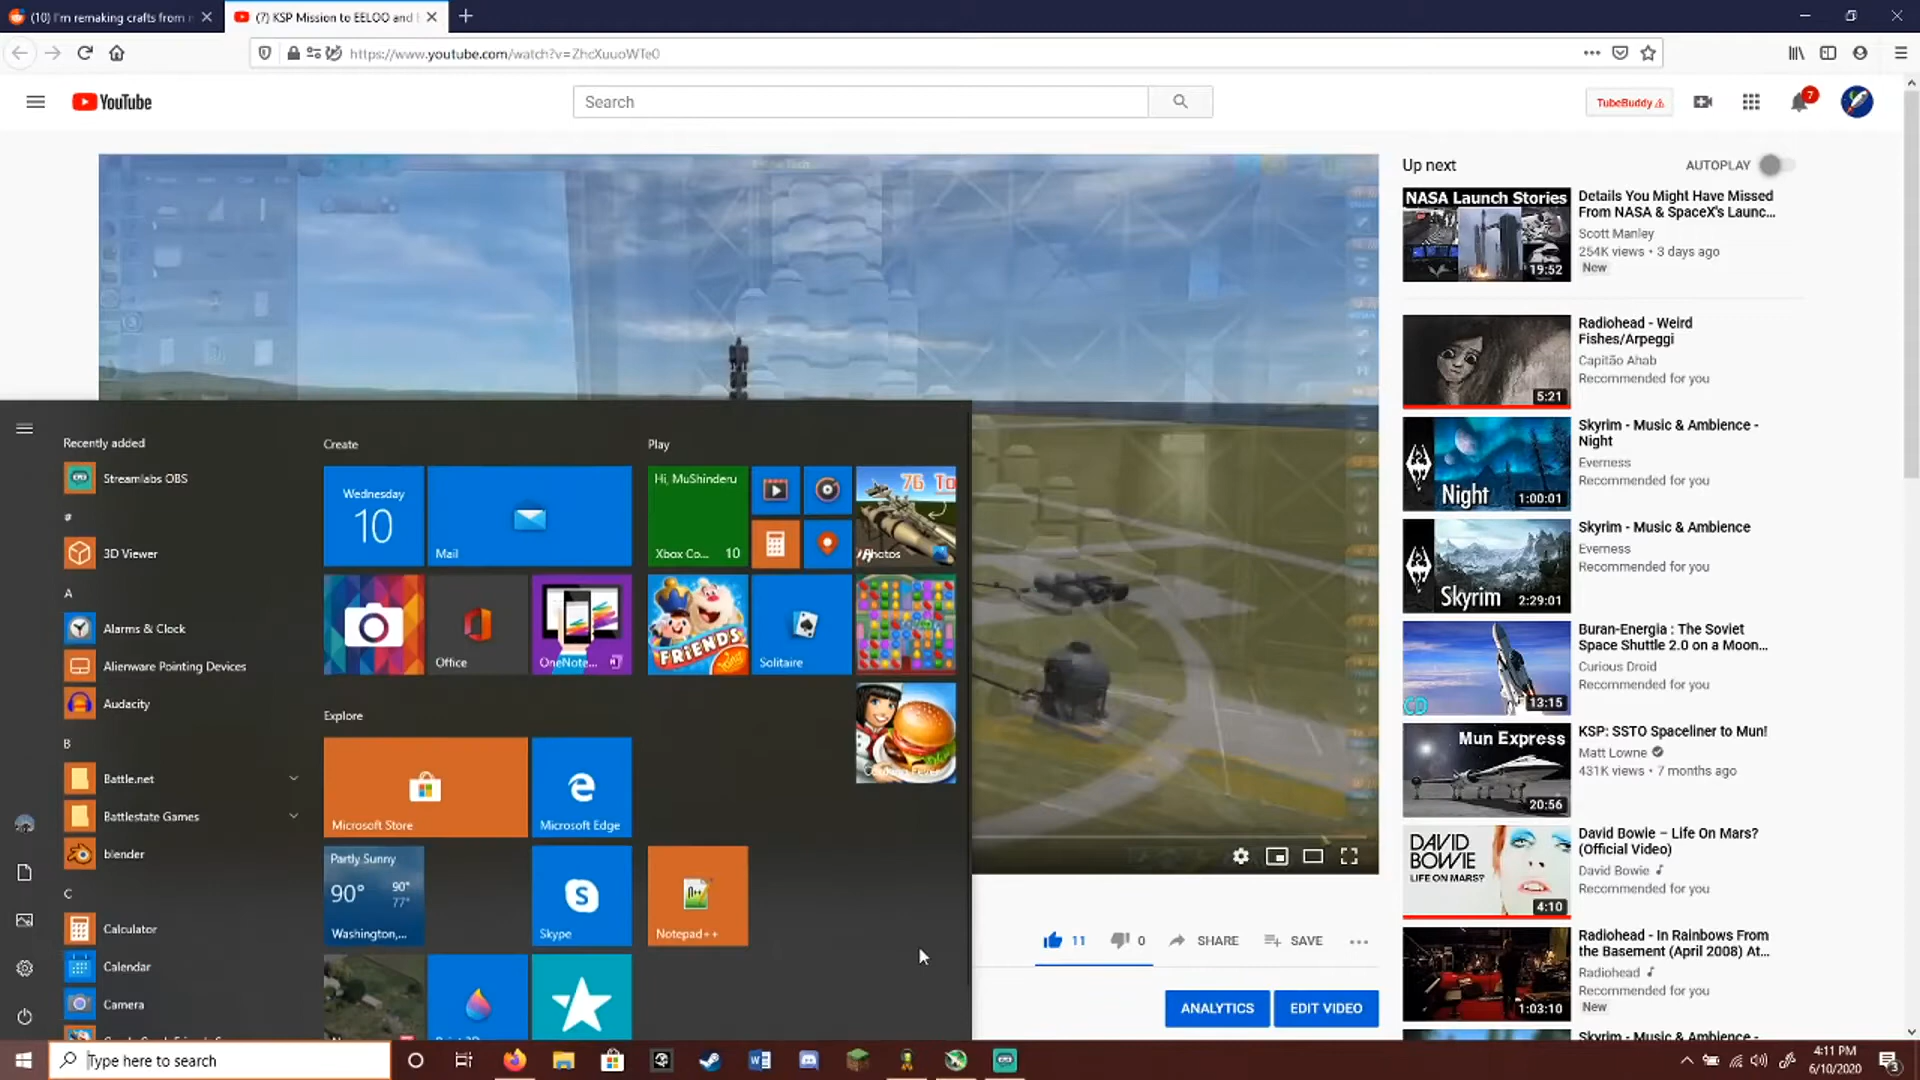 (10) I'm remaking crafts from
(7) KSP Mission to EELOO and
https://www.youtube.com/watch?v=ZhcXuuoWTe0
YouTube
Search
TubeBuddy
7
Up next
AUTOPLAY
NASA Launch Stories
19:52
Details You Might Have Missed
From NASA & SpaceX's Launc...
Scott Manley
254K views • 3 days ago
New
5:21
Radiohead - Weird
Fishes/Arpeggi
Capitão Ahab
Recommended for you
Night
1:00:01
Skyrim - Music & Ambience -
Night
Everness
Recommended for you
Skyrim
2:29:01
Skyrim - Music & Ambience
Everness
Recommended for you
CD
13:15
Buran-Energia : The Soviet
Space Shuttle 2.0 on a Moon...
Curious Droid
Recommended for you
Mun Express
20:56
KSP: SSTO Spaceliner to Mun!
Matt Lowne
431K views • 7 months ago
DAVID
BOWIE
LIFE ON MARS?
4:10
David Bowie – Life On Mars?
(Official Video)
David Bowie
Recommended for you
1:03:10
Radiohead - In Rainbows From
the Basement (April 2008) At...
Radiohead
Recommended for you
New
Skyrim - Music & Ambience -
11
0
SHARE
SAVE
ANALYTICS
EDIT VIDEO
Recently added
Streamlabs OBS
#
3D Viewer
A
Alarms & Clock
Alienware Pointing Devices
Audacity
B
Battle.net
Battlestate Games
blender
C
Calculator
Calendar
Camera
Create
Wednesday
10
Mail
Office
OneNote...
Explore
Microsoft Store
Microsoft Edge
Partly Sunny
90°
90°
77°
Washington,...
Skype
Play
Hi, MuShinderu
Xbox Co...
10
76 To
Photos
FRIENDS
Solitaire
Cooking Fever
Notepad++
Type here to search
4:11 PM
6/10/2020
3